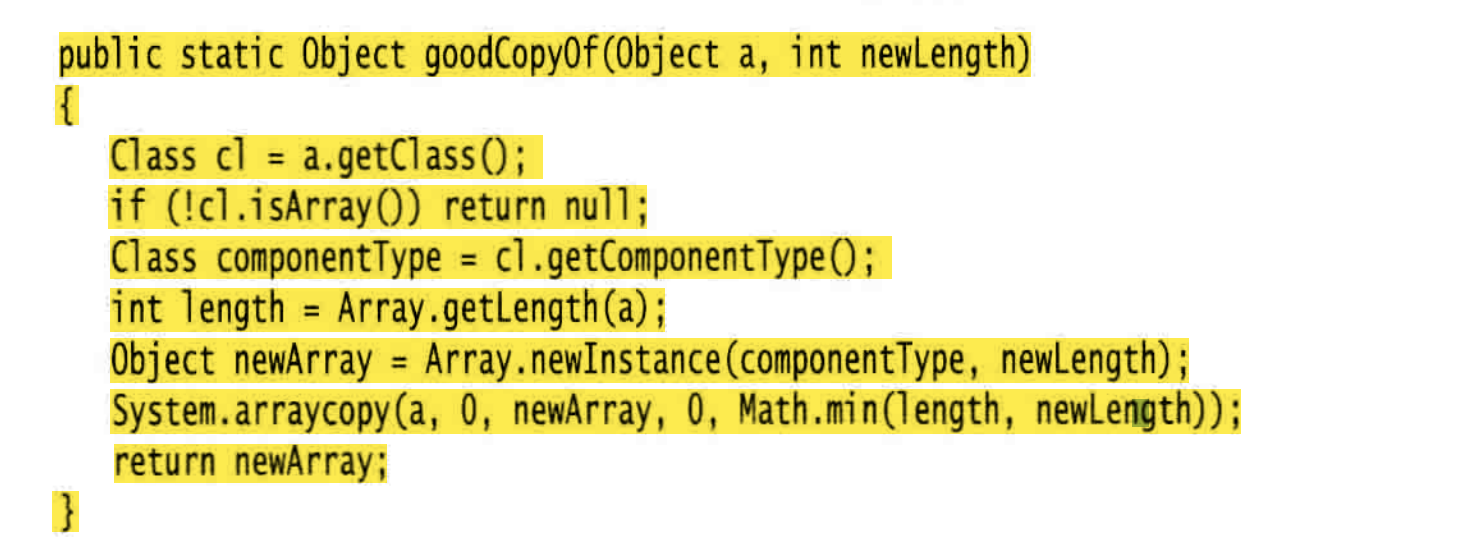 public static Object goodCopyOf(Object a, int newLength)
{
Class cl = a.getClass();
if (!cl.isArray()) return null;
Class componentType = cl.getComponentType();
int length = Array.getLength(a);
Object newArray = Array.newInstance(componentType, newLength);
System.arraycopy(a, 0, newArray, 0, Math.min(length, newLength));
return newArray;
}